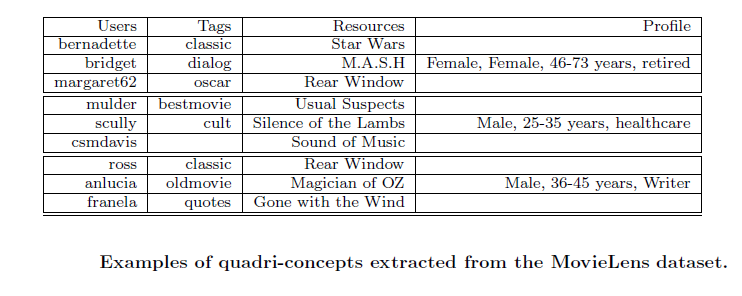 Users Tags Resources Profile
bernadette classic Star Wars
bridget dialog M.A.S.H Female, Female, 46-73 years, retired
margaret62 oscar Rear Window
mulder bestmovie Usual Suspects
scully cult Silence of the Lambs Male, 25-35 years, healthcare
csmdavis Sound of Music
ross classic Rear Window
anlucia oldmovie Magician of OZ Male, 36-45 years, Writer
franela quotes Gone with the Wind
Examples of quadri-concepts extracted from the MovieLens dataset.